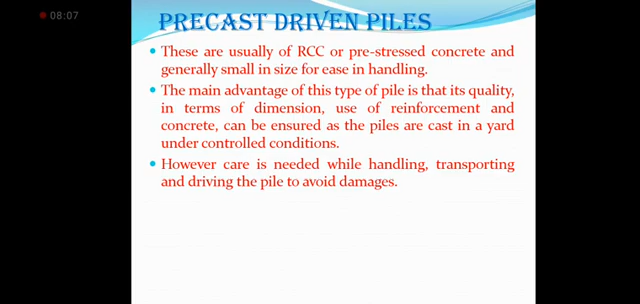 08:07
PRECAST DRIVEN PILES
• These are usually of RCC or pre-stressed concrete and
generally small in size for ease in handling.
• The main advantage of this type of pile is that its quality,
in terms of dimension, use of reinforcement and
concrete, can be ensured as the piles are cast in a yard
under controlled conditions.
• However care is needed while handling, transporting
and driving the pile to avoid damages.